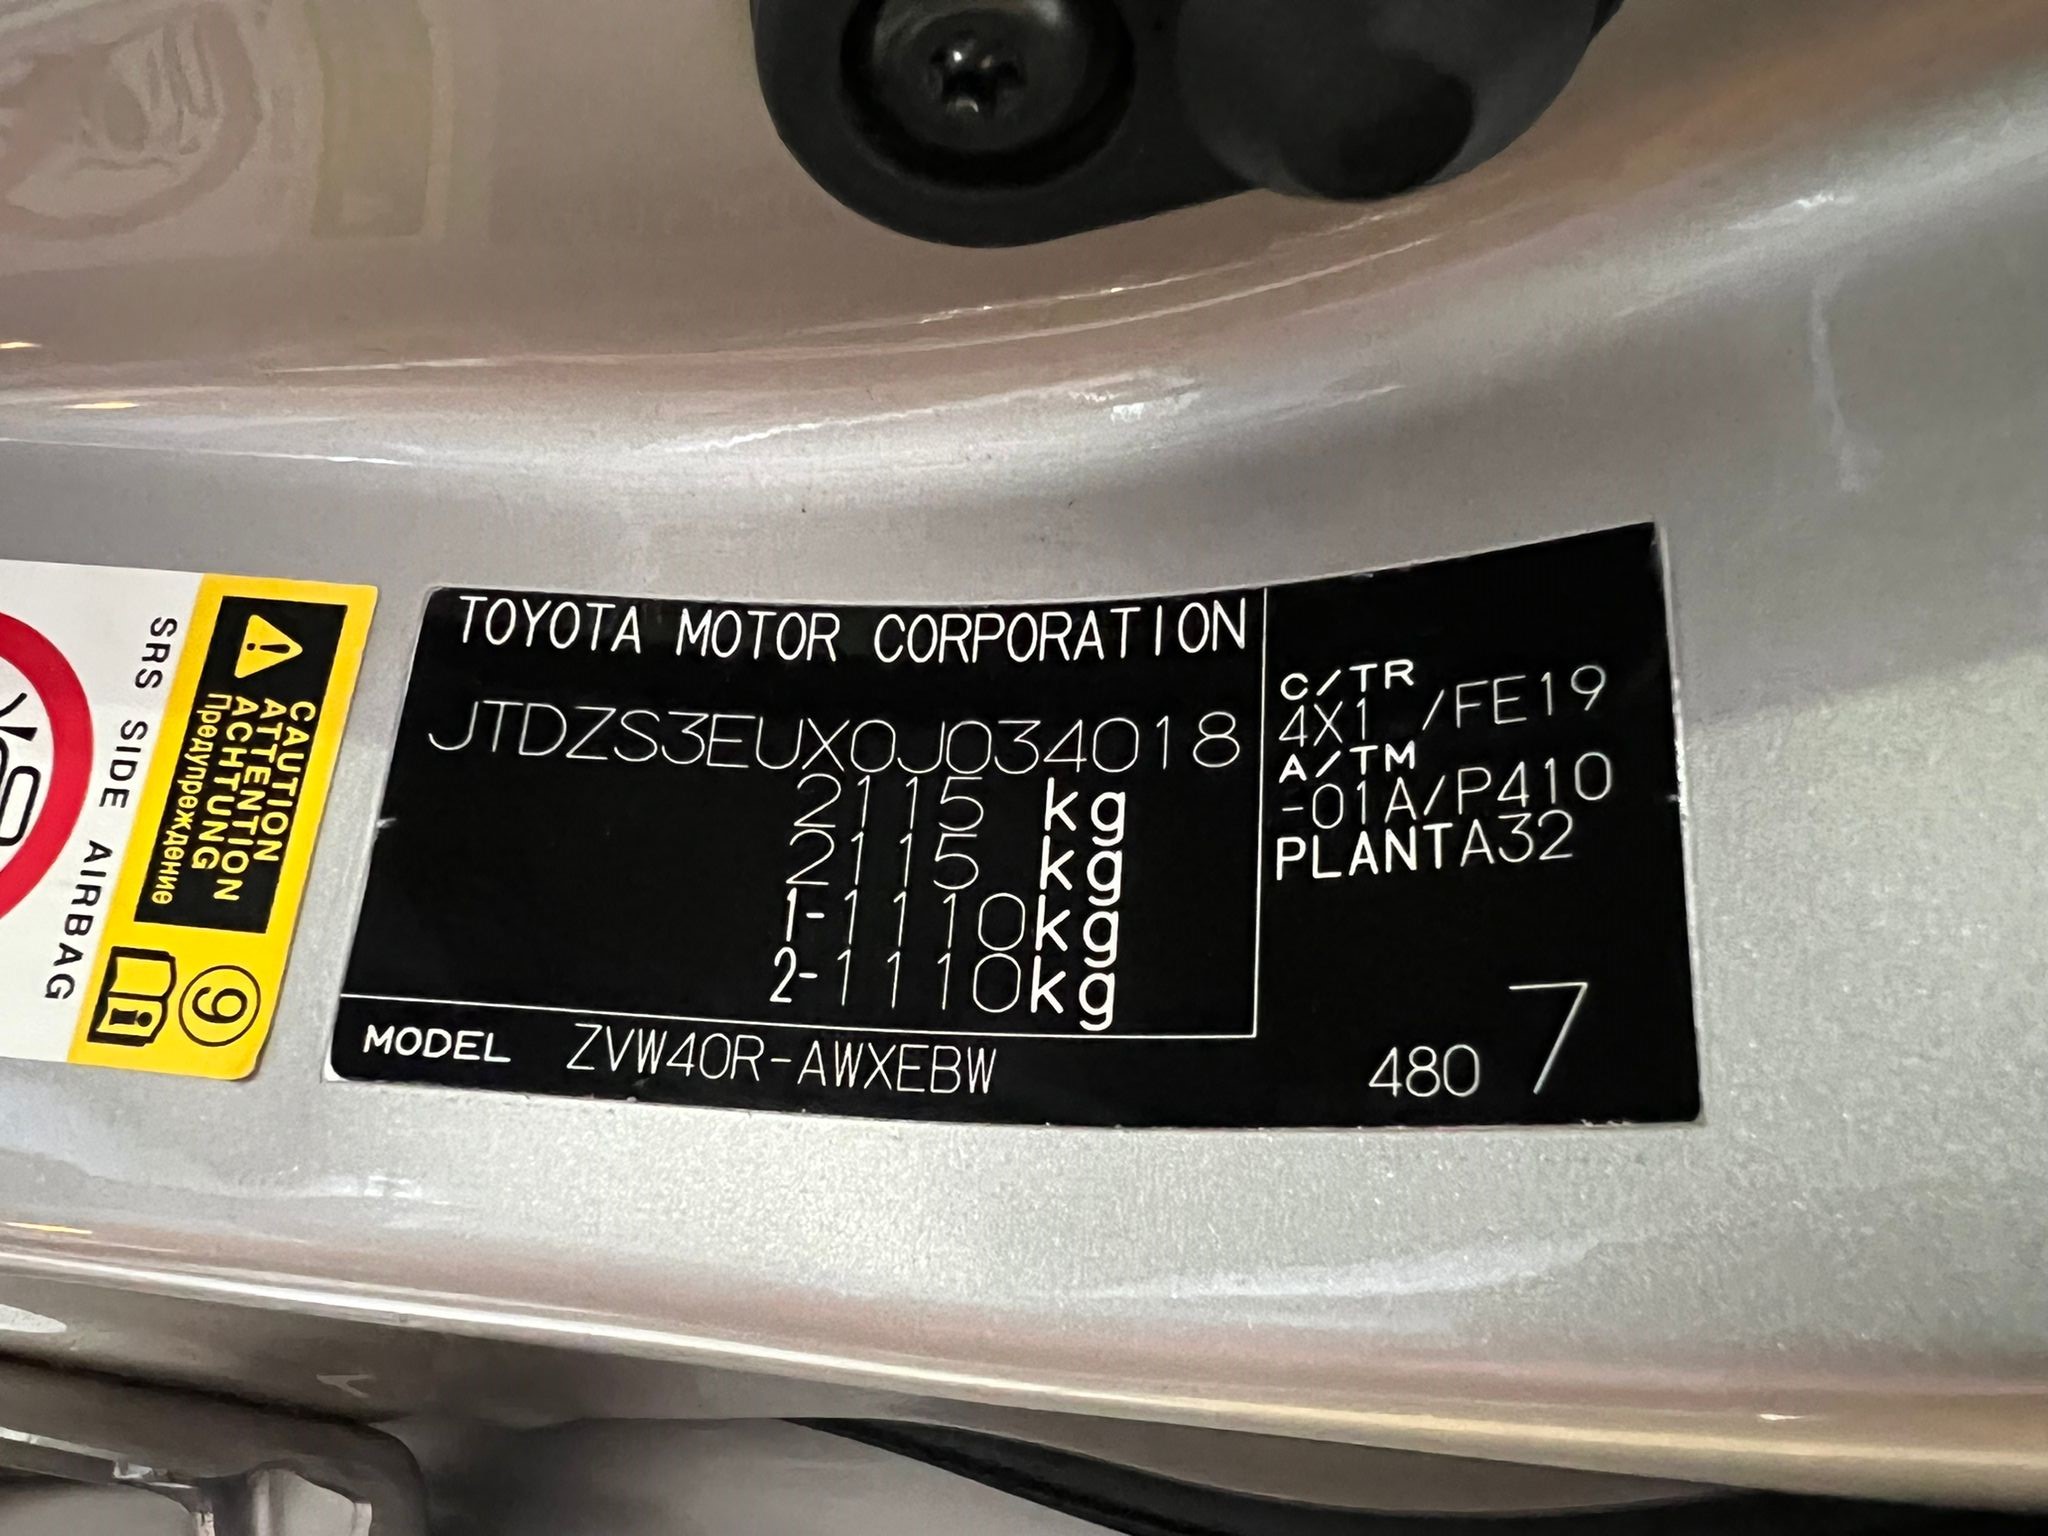 TOYOTA MOTOR CORPORATION
JTDZS3EUX0J034018
2115 kg
2115 kg
1-1110kg
2-1110kg
MODEL ZVW40R-AWXEBW
C/TR
4X1 /FE19
A/TM
-01A/P410
PLANTA32
480 7
CAUTION
ATTENTION
ACHTUNG
Предупреждение
9
i
SRS SIDE AIRBAG